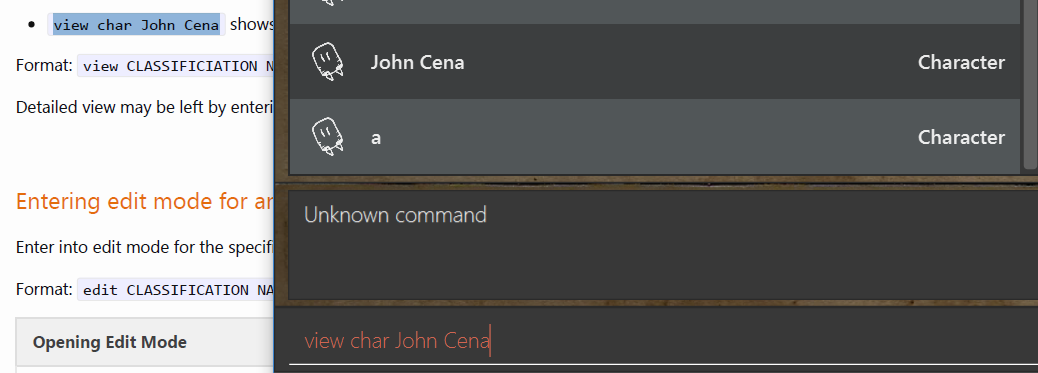 view char John Cena shows
Format: view CLASSIFICIATION N
Detailed view may be left by enteri
Entering edit mode for an
Enter into edit mode for the specifi
Format: edit CLASSIFICATION NA
Opening Edit Mode
John Cena Character
a Character
Unknown command
view char John Cena